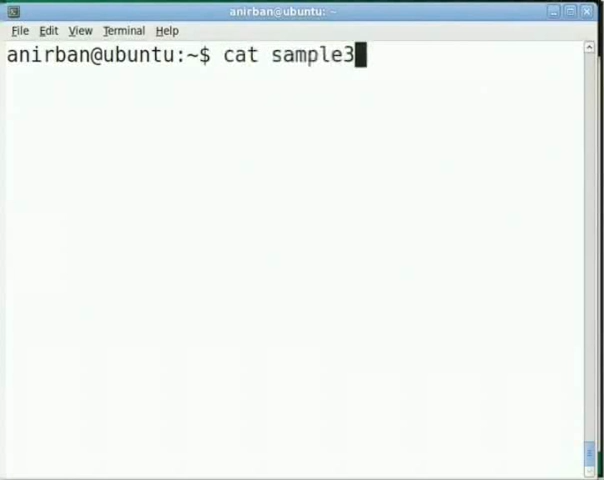 anirban@ubuntu: ~
File Edit View Terminal Help
anirban@ubuntu:~$ cat sample3